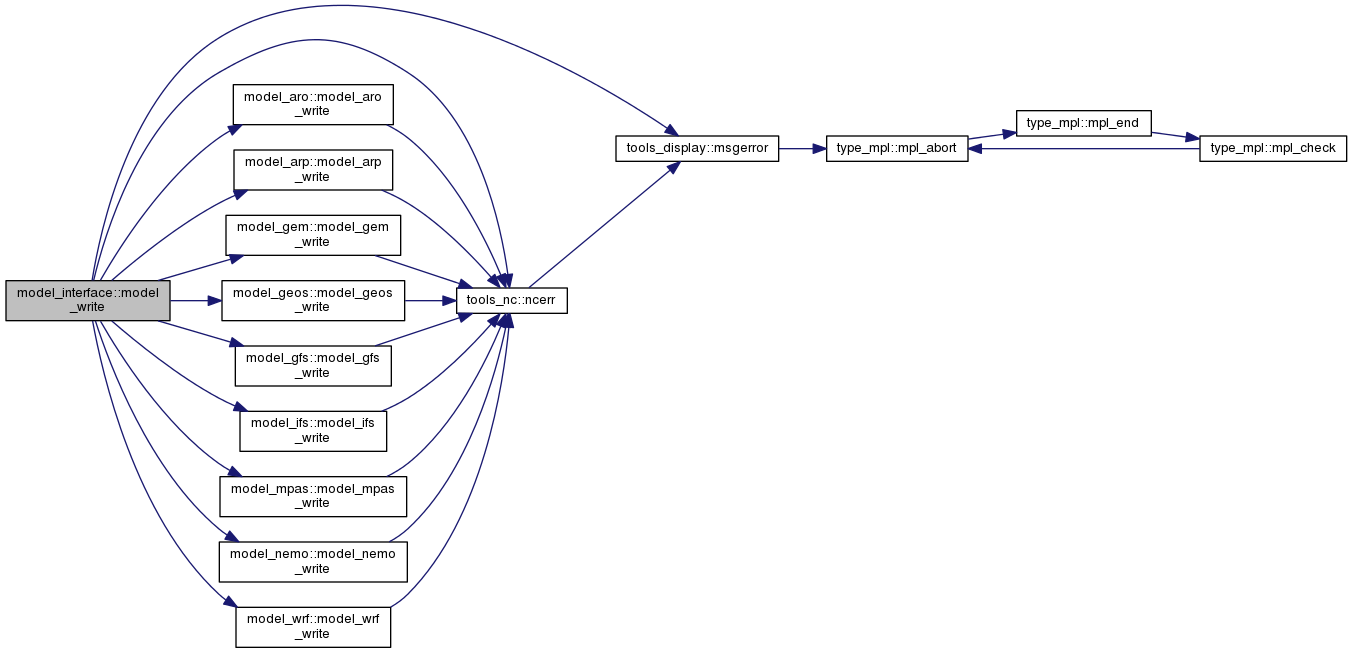 model_aro::model_aro
_write
type_mpl::mpl_end
tools_display::msgerror
type_mpl::mpl_abort
type_mpl::mpl_check
model_arp::model_arp
_write
model_gem::model_gem
_write
model_interface::model
_write
model_geos::model_geos
_write
tools_nc::ncerr
model_gfs::model_gfs
_write
model_ifs::model_ifs
_write
model_mpas::model_mpas
_write
model_nemo::model_nemo
_write
model_wrf::model_wrf
_write